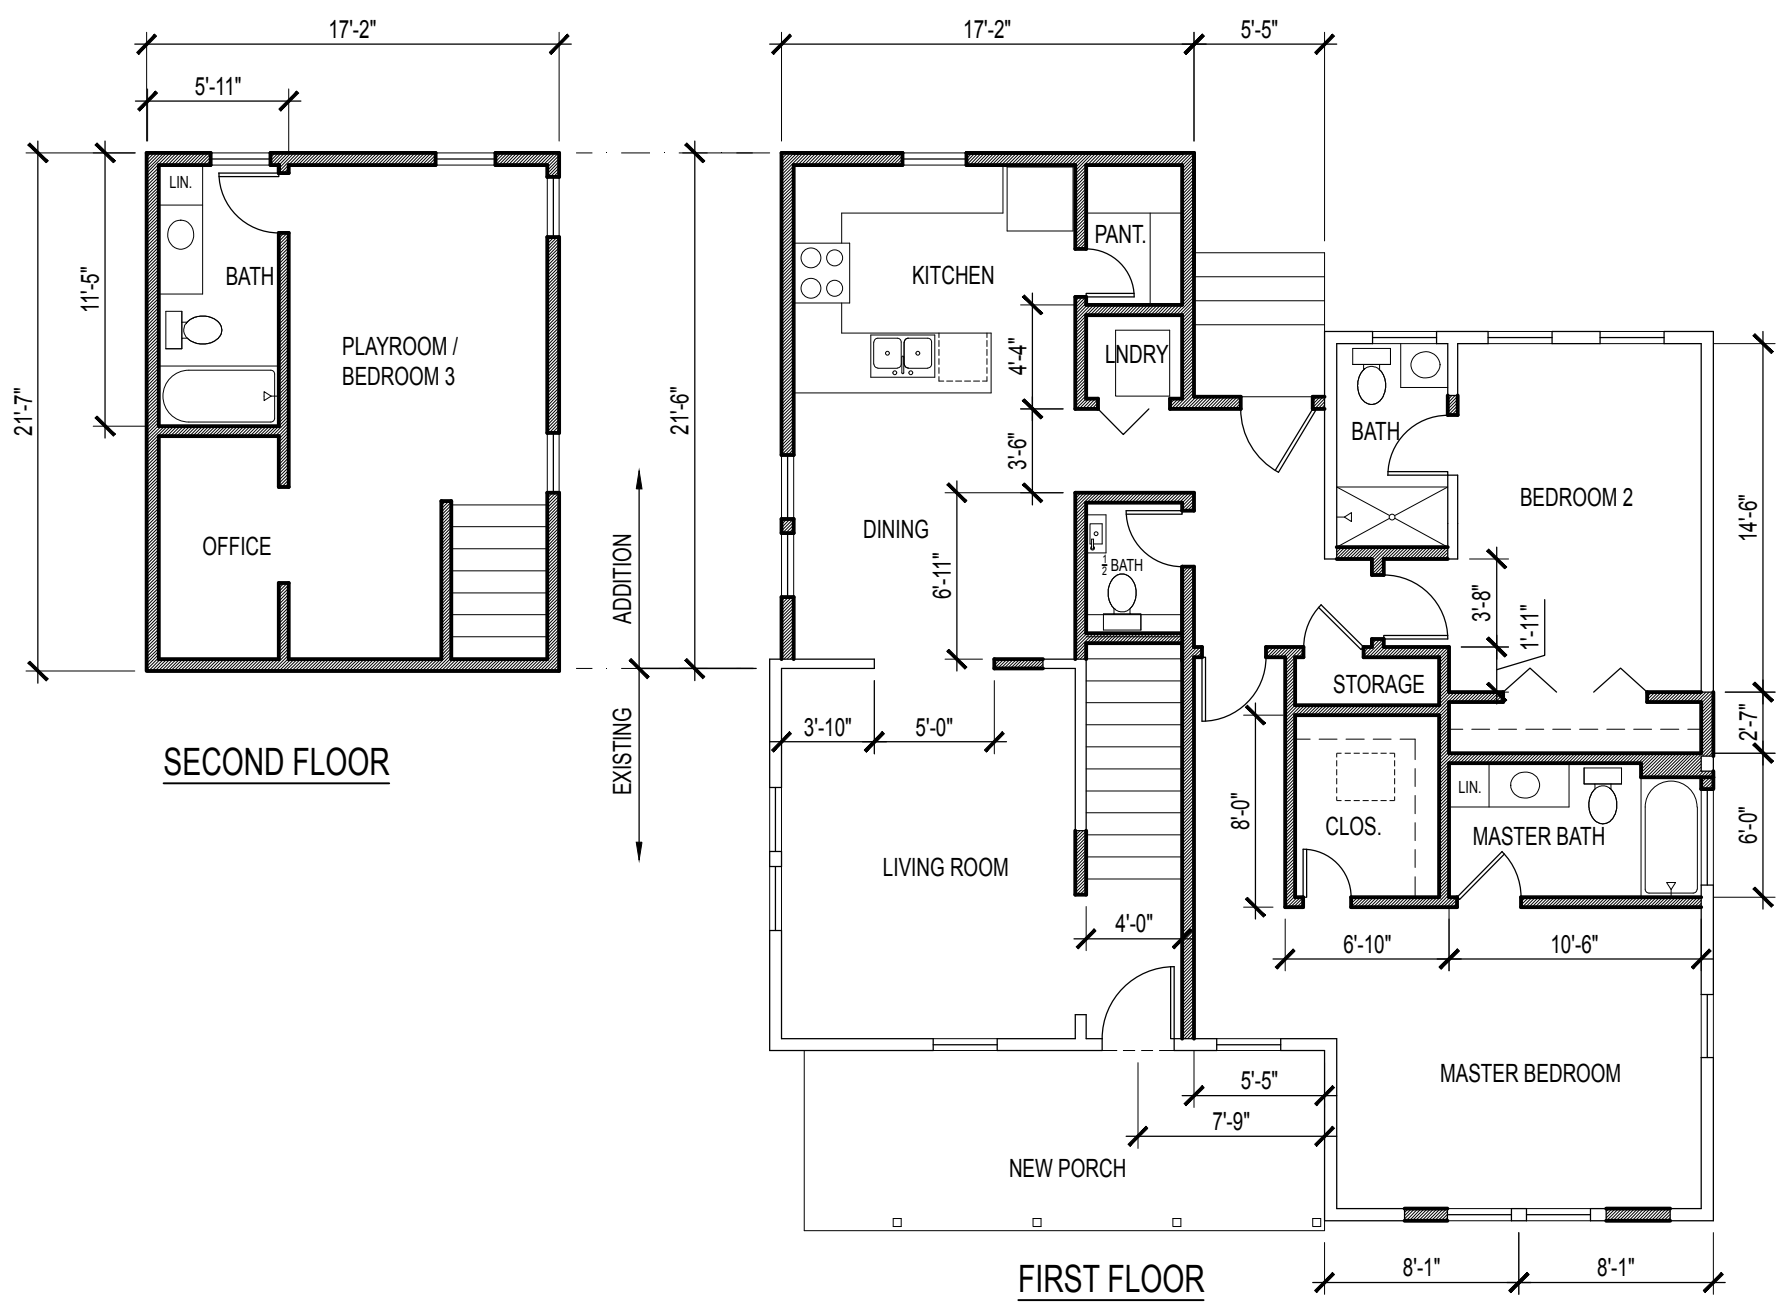 17'-2"
17'-2"
5'-5"
5'-11"
LIN.
BATH
11'-5"
PLAYROOM /
BEDROOM 3
21'-7"
OFFICE
SECOND FLOOR
21'-6"
ADDITION
EXISTING
PANT.
KITCHEN
4'-4"
LNDRY
3'-6"
DINING
6'-11"
1/2 BATH
BATH
BEDROOM 2
14'-6"
3'-8"
1'-11"
STORAGE
2'-7"
3'-10"
5'-0"
8'-0"
CLOS.
LIN.
MASTER BATH
6'-0"
LIVING ROOM
4'-0"
6'-10"
10'-6"
MASTER BEDROOM
5'-5"
7'-9"
NEW PORCH
8'-1"
8'-1"
FIRST FLOOR